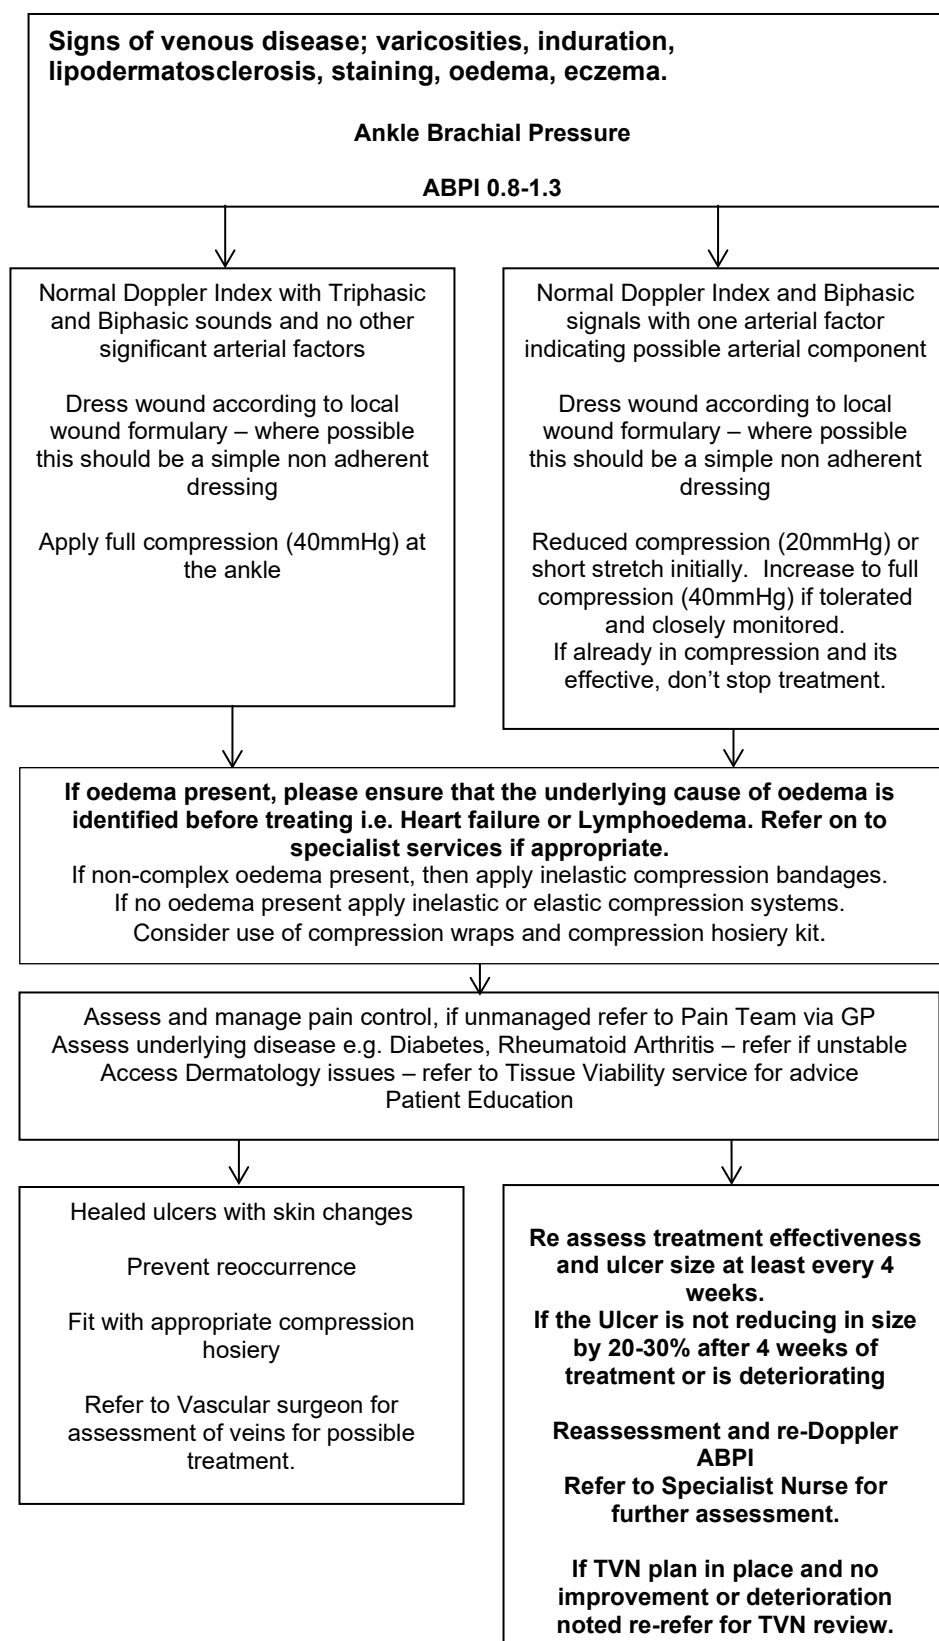 Signs of venous disease; varicosities, induration,
lipodermatosclerosis, staining, oedema, eczema.
Ankle Brachial Pressure
ABPI 0.8-1.3
Normal Doppler Index with Triphasic
and Biphasic sounds and no other
significant arterial factors
Dress wound according to local
wound formulary – where possible
this should be a simple non adherent
dressing
Apply full compression (40mmHg) at
the ankle
Normal Doppler Index and Biphasic
signals with one arterial factor
indicating possible arterial component
Dress wound according to local
wound formulary – where possible
this should be a simple non adherent
dressing
Reduced compression (20mmHg) or
short stretch initially.  Increase to full
compression (40mmHg) if tolerated
and closely monitored.
If already in compression and its
effective, don’t stop treatment.
If oedema present, please ensure that the underlying cause of oedema is
identified before treating i.e. Heart failure or Lymphoedema. Refer on to
specialist services if appropriate.
If non-complex oedema present, then apply inelastic compression bandages.
If no oedema present apply inelastic or elastic compression systems.
Consider use of compression wraps and compression hosiery kit.
Assess and manage pain control, if unmanaged refer to Pain Team via GP
Assess underlying disease e.g. Diabetes, Rheumatoid Arthritis – refer if unstable
Access Dermatology issues – refer to Tissue Viability service for advice
Patient Education
Healed ulcers with skin changes
Prevent reoccurrence
Fit with appropriate compression
hosiery
Refer to Vascular surgeon for
assessment of veins for possible
treatment.
Re assess treatment effectiveness
and ulcer size at least every 4
weeks.
If the Ulcer is not reducing in size
by 20-30% after 4 weeks of
treatment or is deteriorating
Reassessment and re-Doppler
ABPI
Refer to Specialist Nurse for
further assessment.
If TVN plan in place and no
improvement or deterioration
noted re-refer for TVN review.